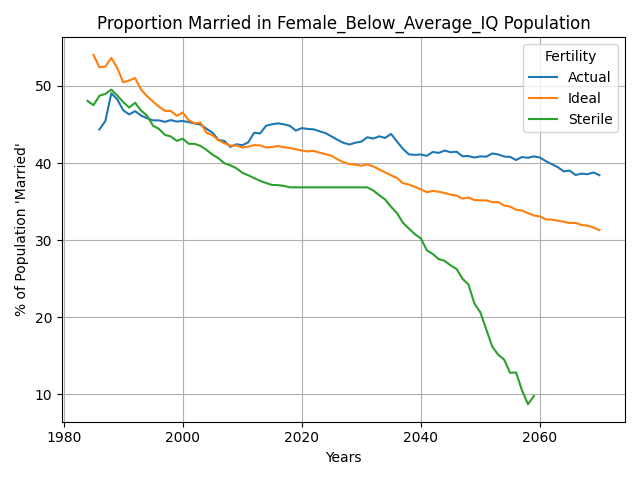 Proportion Married in Female_Below_Average_IQ Population
% of Population 'Married'
50
40
30
20
10
Fertility
Actual
Ideal
Sterile
1980
2000
2020
2040
2060
Years